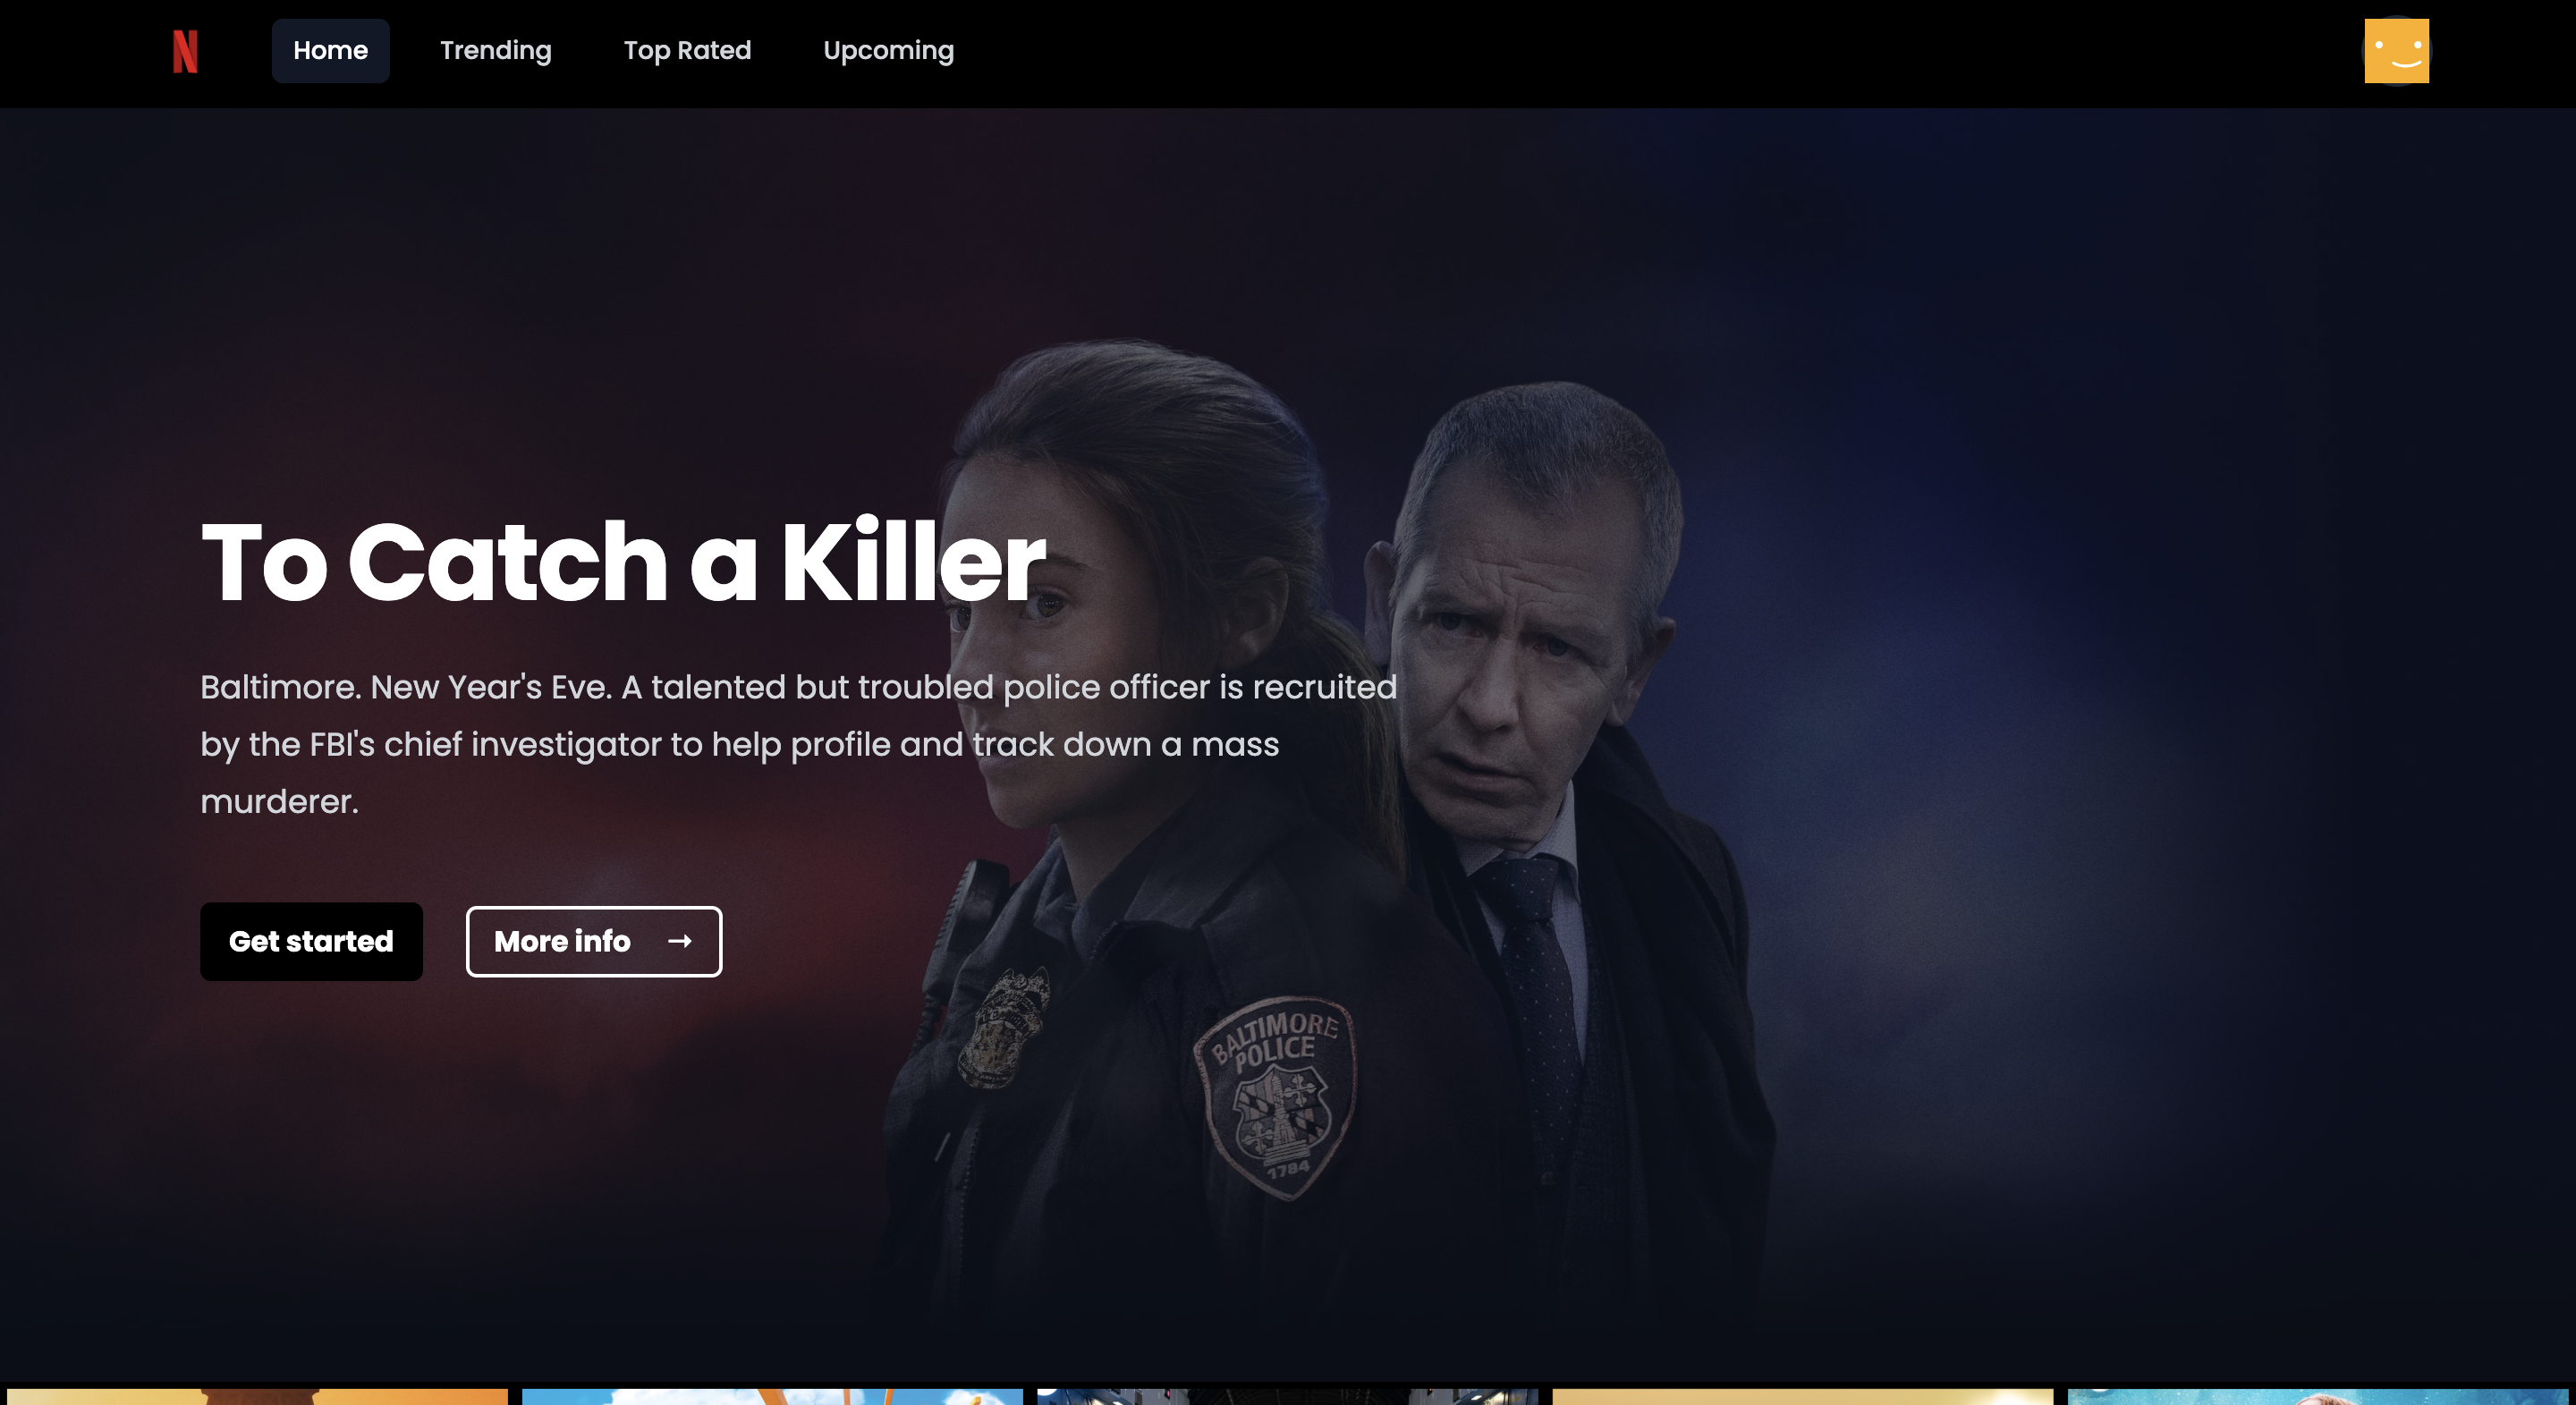 N
Home
Trending
Top Rated
Upcoming
To Catch a Killer
Baltimore. New Year's Eve. A talented but troubled police officer is recruited
by the FBI's chief investigator to help profile and track down a mass
murderer.
Get started
More info →
BALTIMORE
POLICE
1784